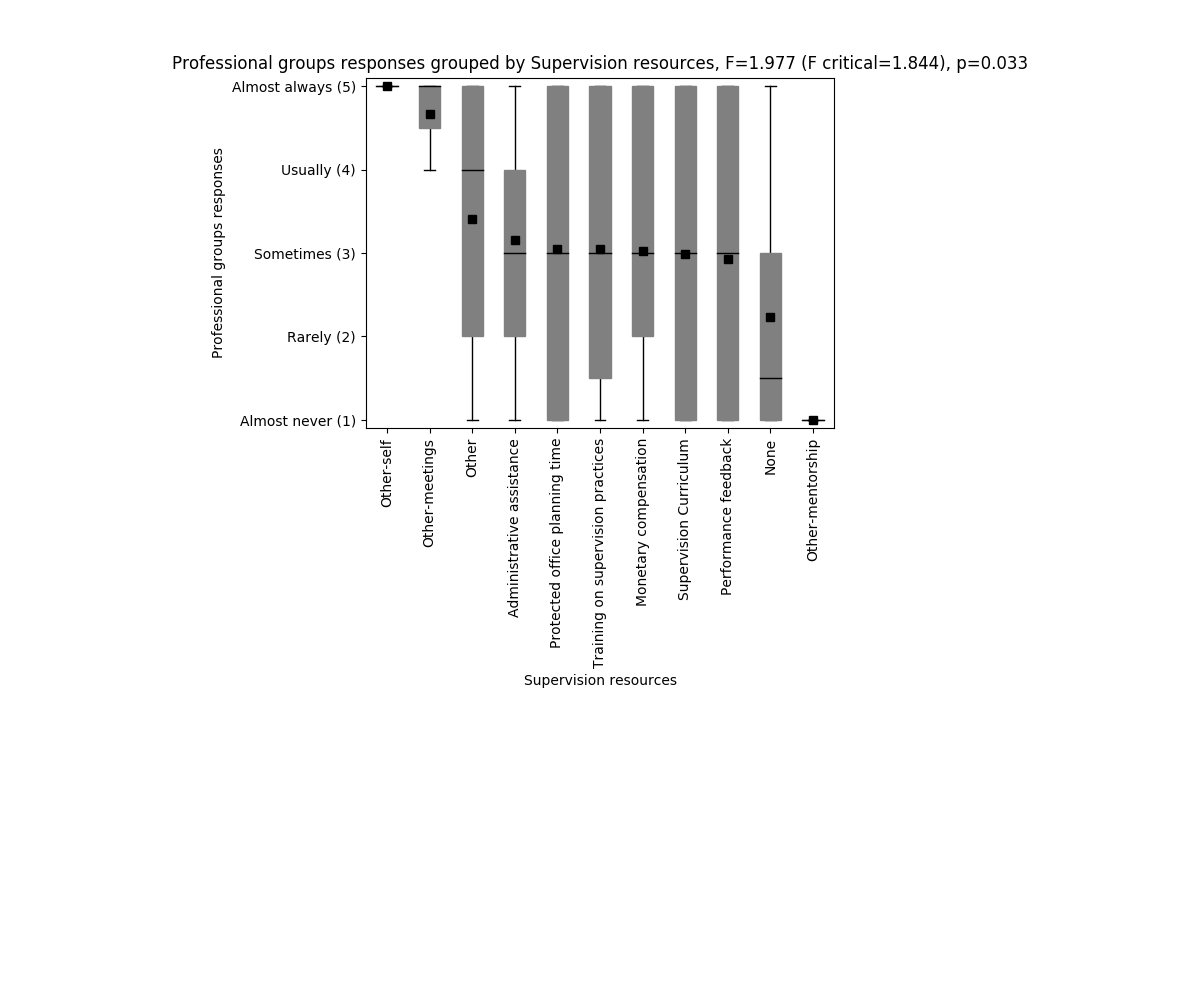 Professional groups responses grouped by Supervision resources, F=1.977 (F critical=1.844), p=0.033
Professional groups responses
Almost always (5)
Usually (4)
Sometimes (3)
Rarely (2)
Almost never (1)
Other-self
Other-meetings
Other
Administrative assistance
Protected office planning time
Training on supervision practices
Monetary compensation
Supervision Curriculum
Performance feedback
None
Other-mentorship
Supervision resources